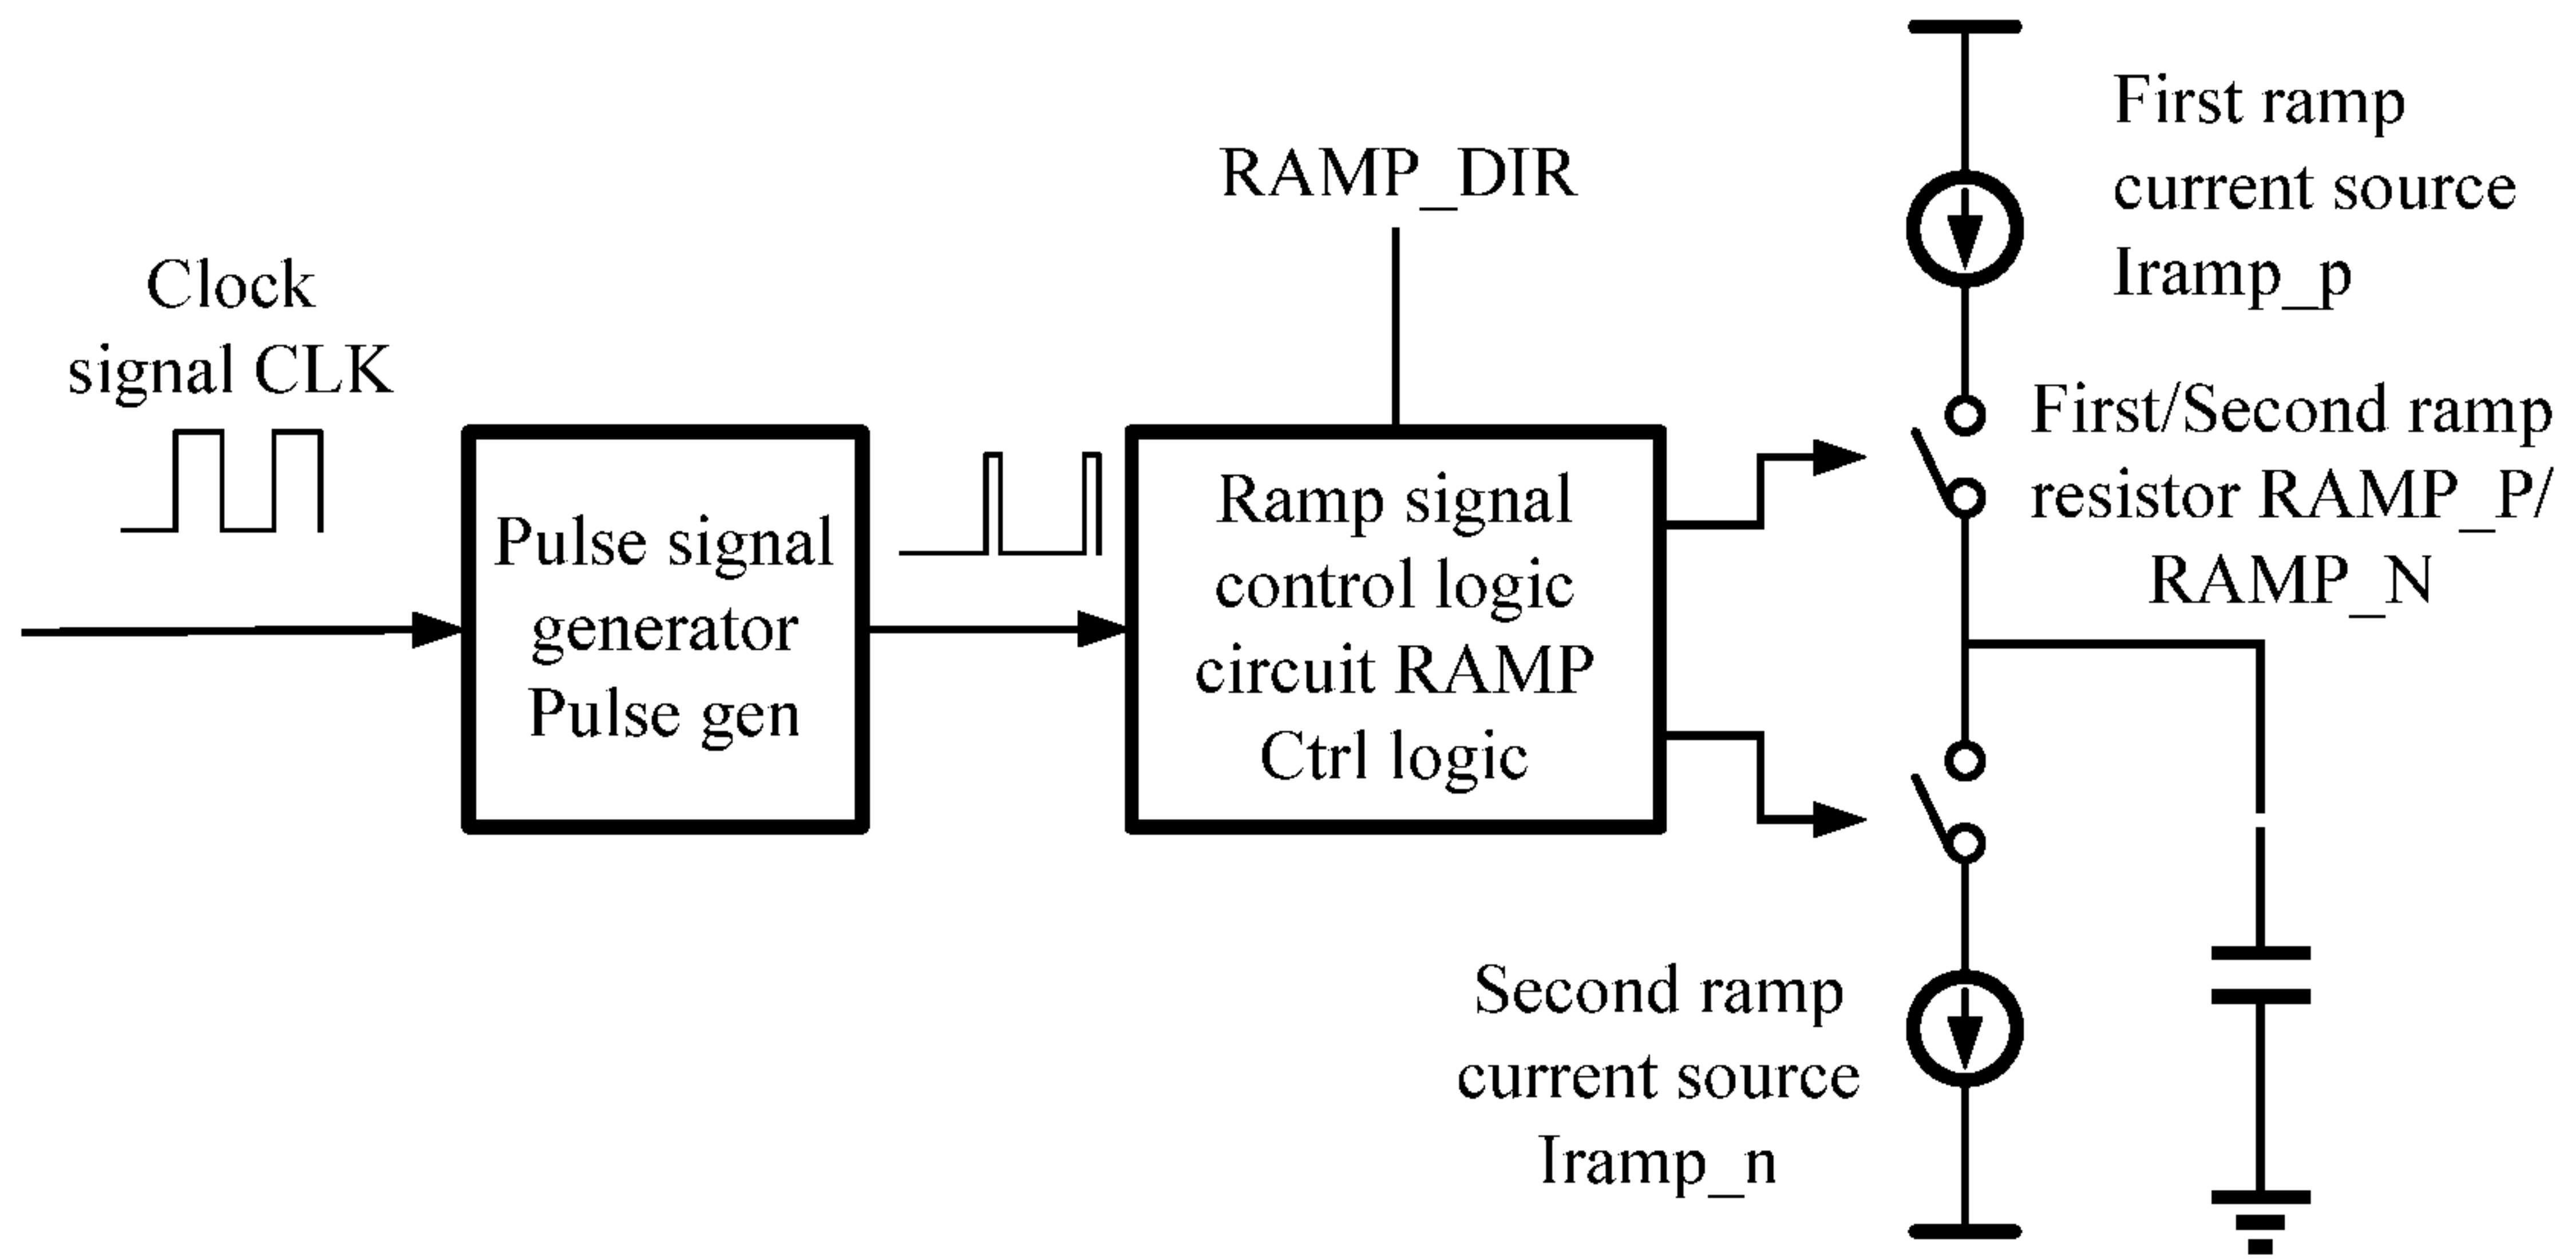 Clock
signal CLK
Pulse signal
generator
Pulse gen
RAMP_DIR
Ramp signal
control logic
circuit RAMP
Ctrl logic
First ramp
current source
Iramp_p
First/Second ramp
resistor RAMP_P/
RAMP_N
Second ramp
current source
Iramp_n